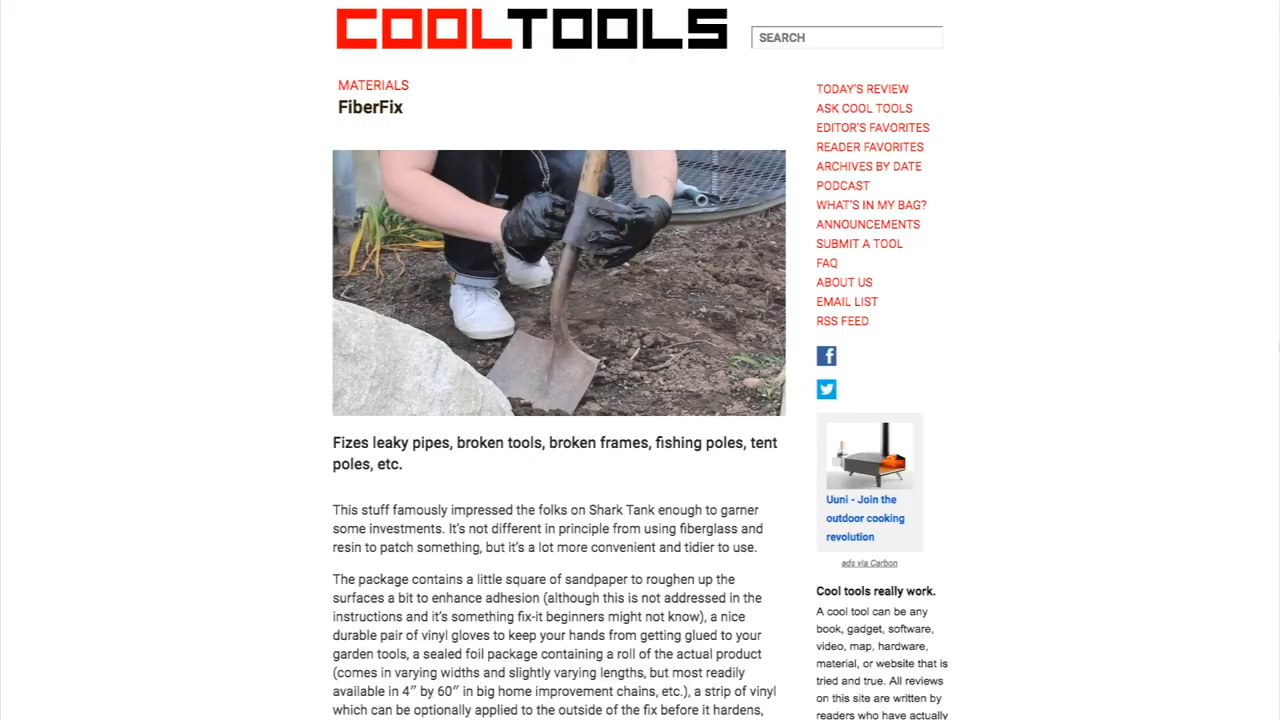 COOLTOOLS
SEARCH
MATERIALS
FiberFix
Fizes leaky pipes, broken tools, broken frames, fishing poles, tent
poles, etc.
This stuff famously impressed the folks on Shark Tank enough to garner
some investments. It's not different in principle from using fiberglass and
resin to patch something, but it's a lot more convenient and tidier to use.
The package contains a little square of sandpaper to roughen up the
surfaces a bit to enhance adhesion (although this is not addressed in the
instructions and it's something fix-it beginners might not know), a nice
durable pair of vinyl gloves to keep your hands from getting glued to your
garden tools, a sealed foil package containing a roll of the actual product
(comes in varying widths and slightly varying lengths, but most readily
available in 4″ by 60″ in big home improvement chains, etc.), a strip of vinyl
which can be optionally applied to the outside of the fix before it hardens,
TODAY'S REVIEW
ASK COOL TOOLS
EDITOR'S FAVORITES
READER FAVORITES
ARCHIVES BY DATE
PODCAST
WHAT'S IN MY BAG?
ANNOUNCEMENTS
SUBMIT A TOOL
FAQ
ABOUT US
EMAIL LIST
RSS FEED
Uuni - Join the
outdoor cooking
revolution
ads via Carbon
Cool tools really work.
A cool tool can be any
book, gadget, software,
video, map, hardware,
material, or website that is
tried and true. All reviews
on this site are written by
readers who have actually